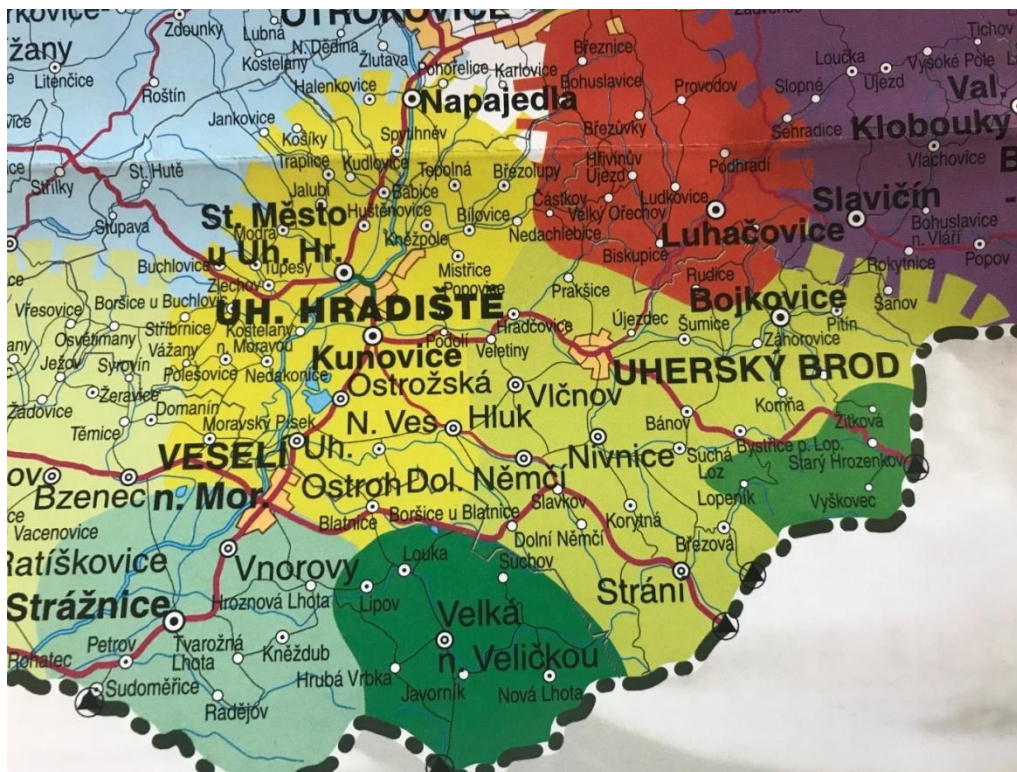 OTROKOVICE
Zdounky
Lubná
N. Dědina
Kostelany
Žlutava
Březnice
Tichov
Loučka
Vysoké Pole
Újezd
Litenčice
Roštín
Halenkovice
Pohořelice
Karlovice
Bohuslavice
Provodov
Slopné
Val.
Napajedla
Jankovice
Košíky
Spytihněv
Březůvky
Sehradice
Klobouky
Traplice
Kudlovice
Topolná
Březolupy
Hřivinův
Újezd
Podhradí
Vlachovice
Střílky
St. Hutě
Jalubí
Babice
Částkov
Ludkovice
Slavičín
St. Město
Huštěnovice
Bílovice
Velký Ořechov
Stupava
Modrá
Kněžpole
Nedachlebice
Luhačovice
Bohuslavice
n. Vláří
u Uh. Hr.
Buchlovice
Tupesy
Zlechov
Mistřice
Popovice
Biskupice
Rudice
Rokytnice
Popov
Prakšice
Šanov
Vřesovice
Boršice u Buchlovic
UH. HRADIŠTĚ
Hradčovice
Bojkovice
Osvětimany
Stříbrnice
Kostelany
n. Moravou
Podolí
Újezdec
Šumice
Pitín
Záhorovice
Vážany
Kunovice
Veletiny
Ježov
Syrovín
Polešovice
Nedakonice
UHERSKÝ BROD
Žeravice
Ostrožská
N. Ves
Vlčnov
Žádovice
Domanín
Těmice
Moravský Písek
Hluk
Komňa
Bánov
Žítková
VESELÍ
n. Mor.
Uh.
Ostroh
Nivnice
Suchá
Loz
Bystřice p. Lop.
Starý Hrozenkov
Bzenec
Dol. Němčí
Slavkov
Lopeník
Vyškovec
Vacenovice
Blatnice
Boršice u Blatnice
Korytná
Dolní Němčí
Březová
Ratíškovice
Vnorovy
Louka
Suchov
Strání
Strážnice
Hroznová Lhota
Lipov
Velká
n. Veličkou
Petrov
Tvarožná
Lhota
Kněždub
Rohatec
Hrubá Vrbka
Sudoměřice
Javorník
Nová Lhota
Radějov